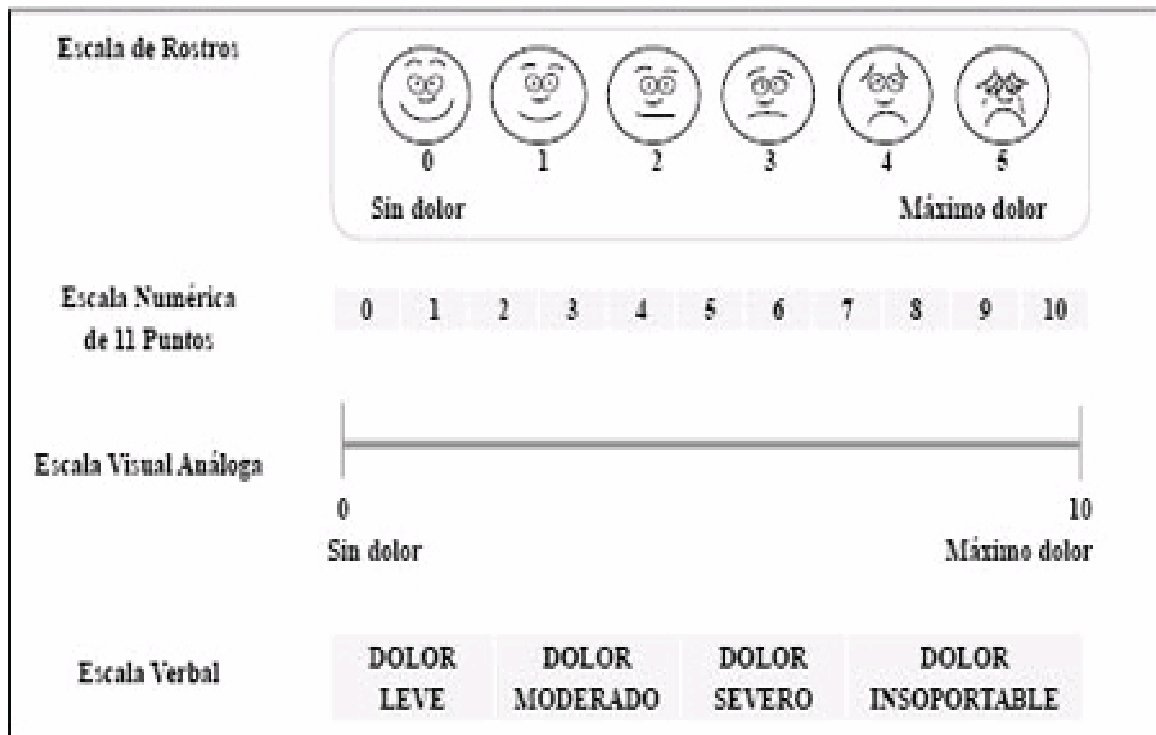 Escala de Rostros
0 1 2 3 4 5
Sin dolor Máximo dolor
Escala Numérica
de 11 Puntos
0 1 2 3 4 5 6 7 8 9 10
Escala Visual Análoga
0 10
Sin dolor Máximo dolor
Escala Verbal
DOLOR LEVE
DOLOR MODERADO
DOLOR SEVERO
DOLOR INSOPORTABLE